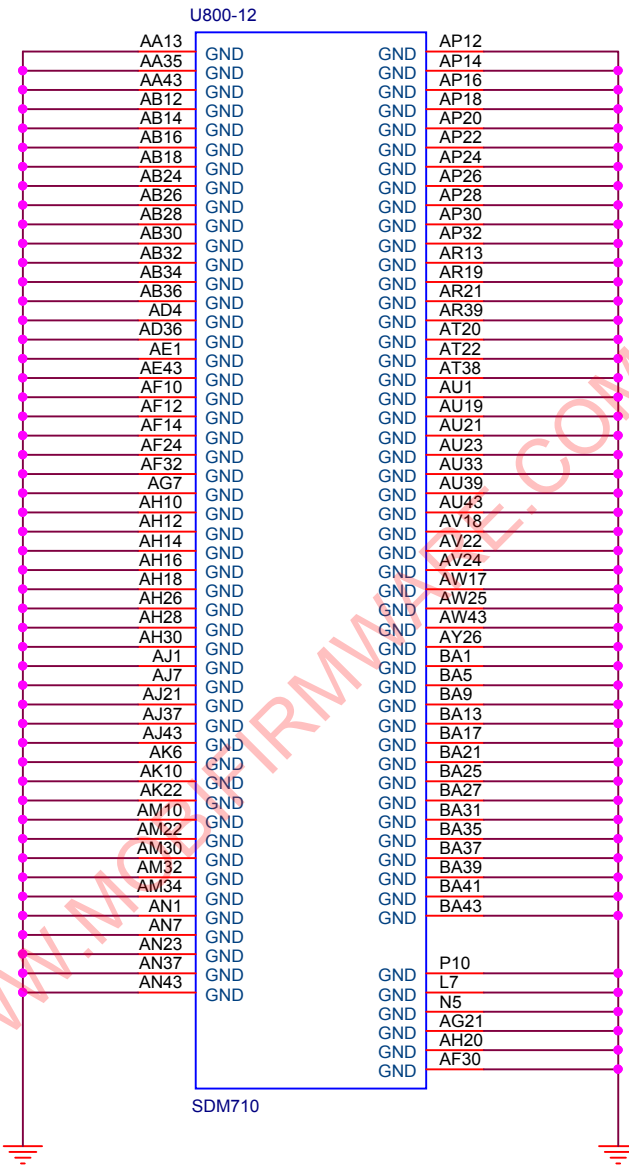 U800-12
AA13 GND GND AP12
AA35 GND GND AP14
AA43 GND GND AP16
AB12 GND GND AP18
AB14 GND GND AP20
AB16 GND GND AP22
AB18 GND GND AP24
AB24 GND GND AP26
AB26 GND GND AP28
AB28 GND GND AP30
AB30 GND GND AP32
AB32 GND GND AR13
AB34 GND GND AR19
AB36 GND GND AR21
AD4 GND GND AR39
AD36 GND GND AT20
AE1 GND GND AT22
AE43 GND GND AT38
AF10 GND GND AU1
AF12 GND GND AU19
AF14 GND GND AU21
AF24 GND GND AU23
AF32 GND GND AU33
AG7 GND GND AU39
AH10 GND GND AU43
AH12 GND GND AV18
AH14 GND GND AV22
AH16 GND GND AV24
AH18 GND GND AW17
AH26 GND GND AW25
AH28 GND GND AW43
AH30 GND GND AY26
AJ1 GND GND BA1
AJ7 GND GND BA5
AJ21 GND GND BA9
AJ37 GND GND BA13
AJ43 GND GND BA17
AK6 GND GND BA21
AK10 GND GND BA25
AK22 GND GND BA27
AM10 GND GND BA31
AM22 GND GND BA35
AM30 GND GND BA37
AM32 GND GND BA39
AM34 GND GND BA41
AN1 GND GND BA43
AN7 GND
AN23 GND
AN37 GND GND P10
AN43 GND GND L7
GND N5
GND AG21
GND AH20
GND AF30
SDM710
WW.MOBIFIRMWARE.COM